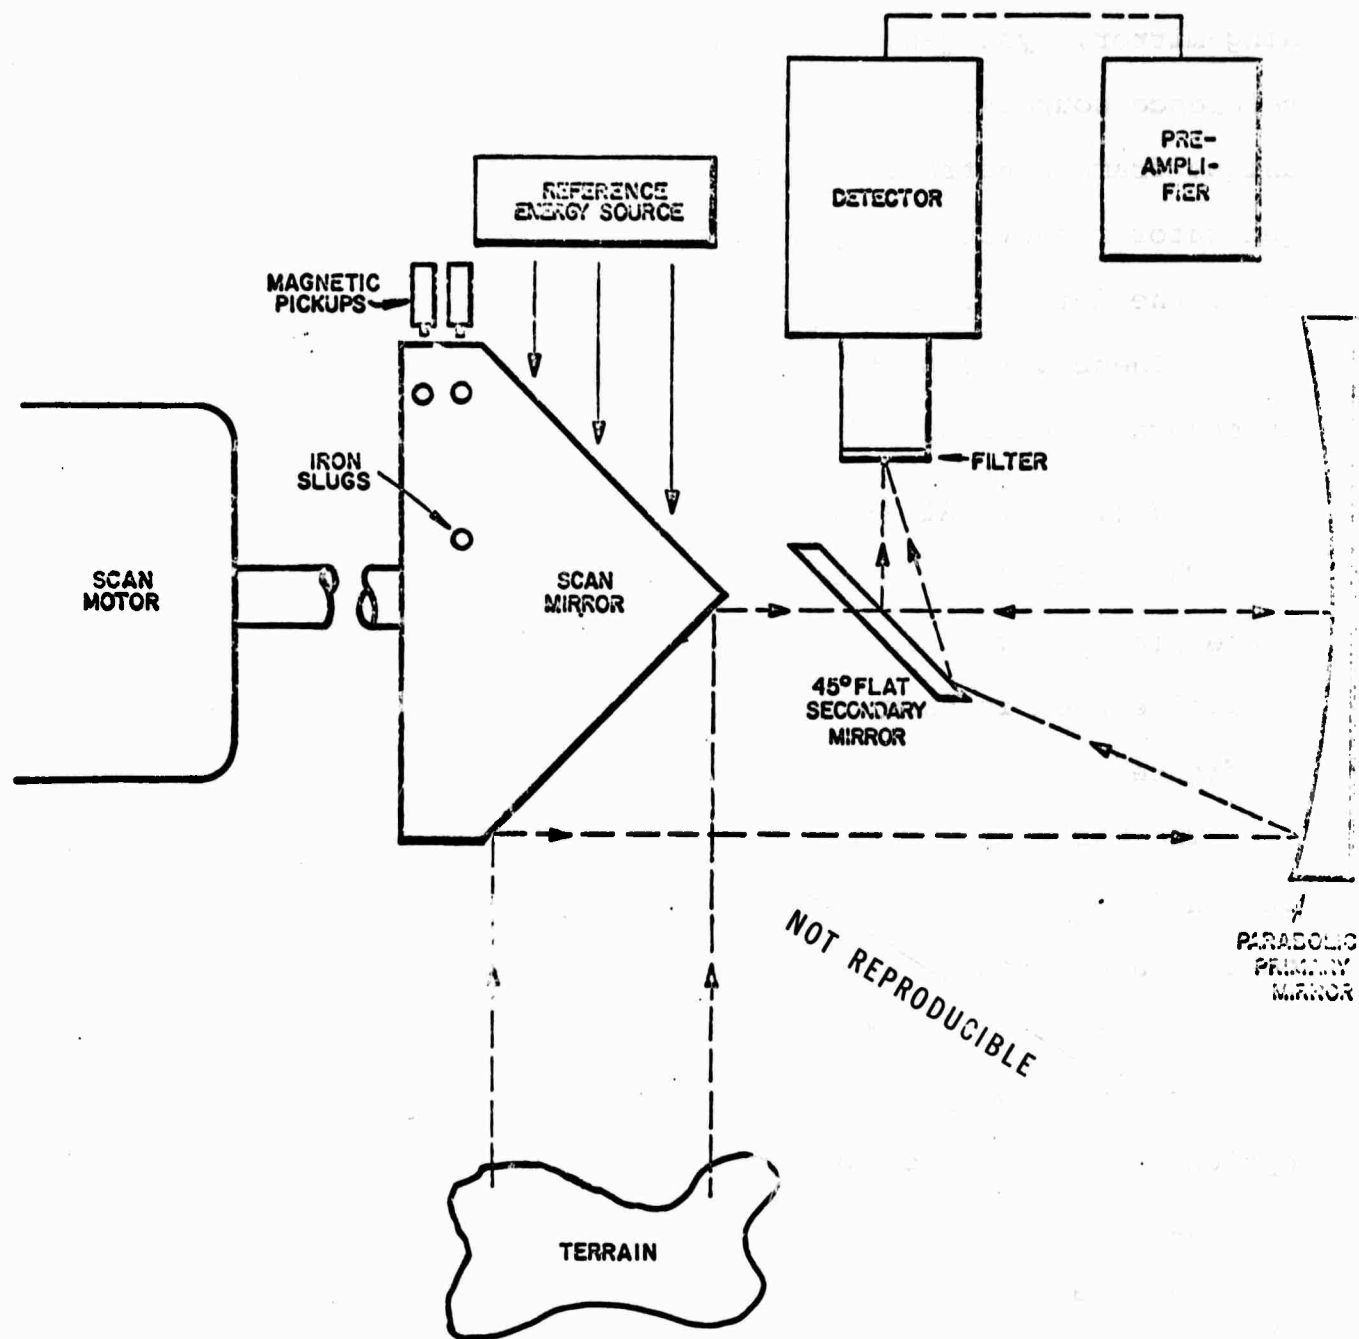 PRE-
AMPLI-
FIER
DETECTOR
REFERENCE
ENERGY SOURCE
MAGNETIC
PICKUPS
FILTER
IRON
SLUGS
SCAN
MOTOR
SCAN
MIRROR
45° FLAT
SECONDARY
MIRROR
PARABOLIC
PRIMARY
MIRROR
NOT REPRODUCIBLE
TERRAIN